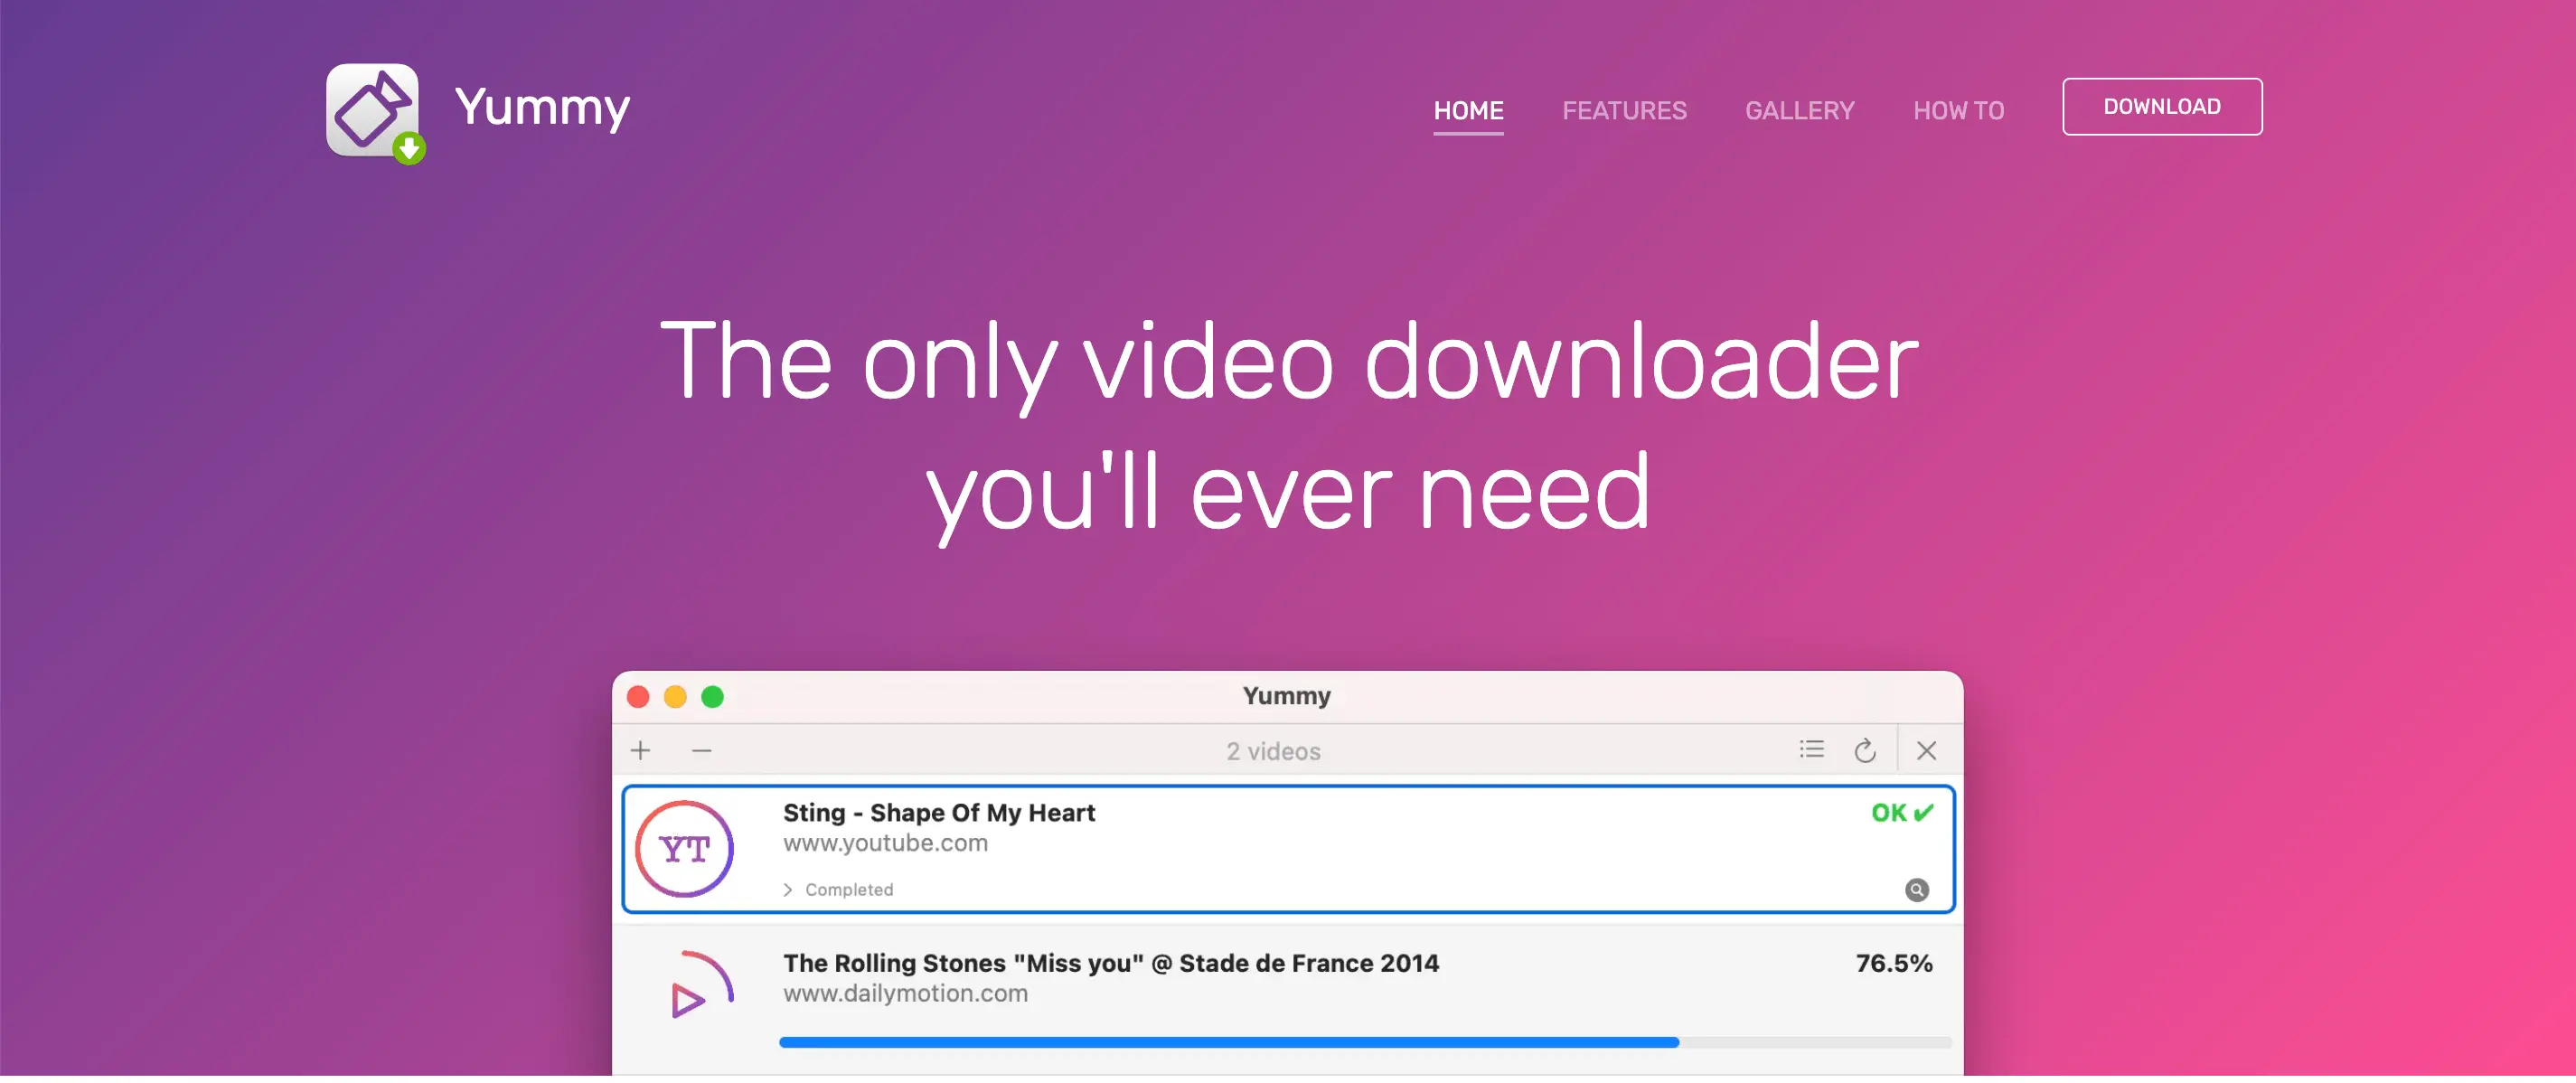 Yummy
HOME FEATURES GALLERY HOW TO DOWNLOAD
The only video downloader
you'll ever need
Yummy
2 videos
YT
Sting - Shape Of My Heart OK ✔
www.youtube.com
Completed
The Rolling Stones "Miss you" @ Stade de France 2014 76.5%
www.dailymotion.com